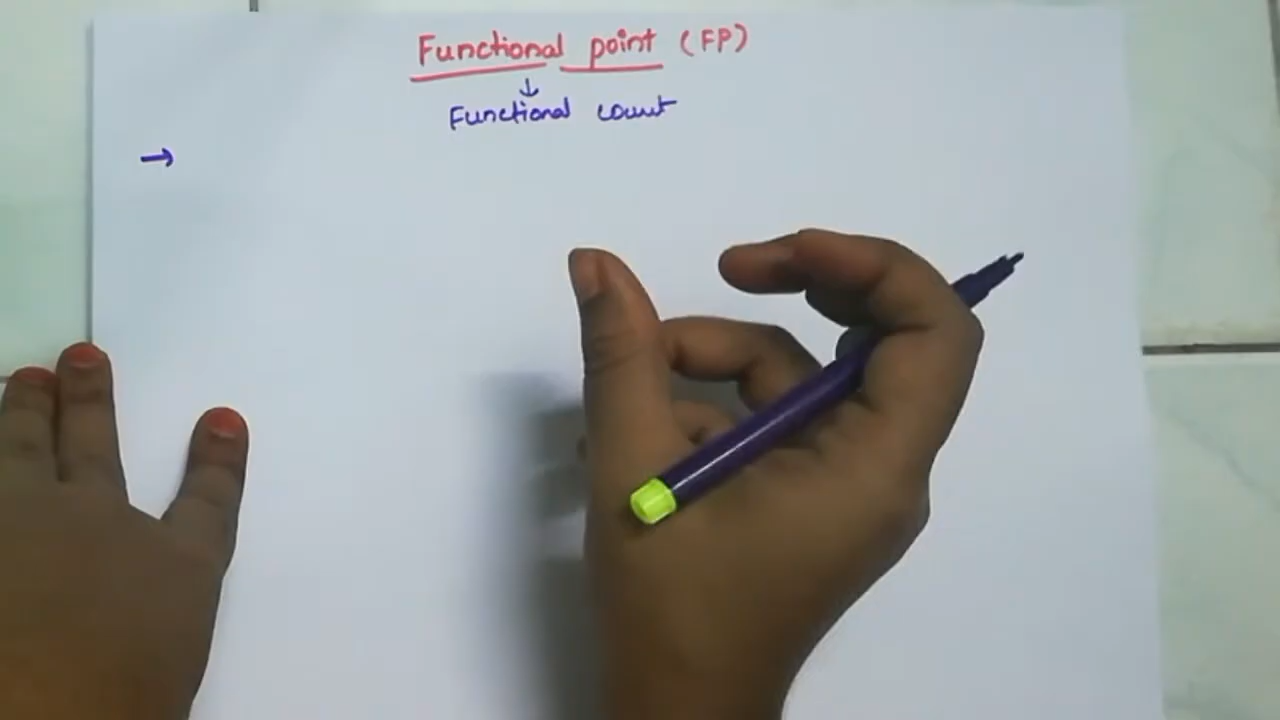 Functional point (FP)
↓
Functional count
→